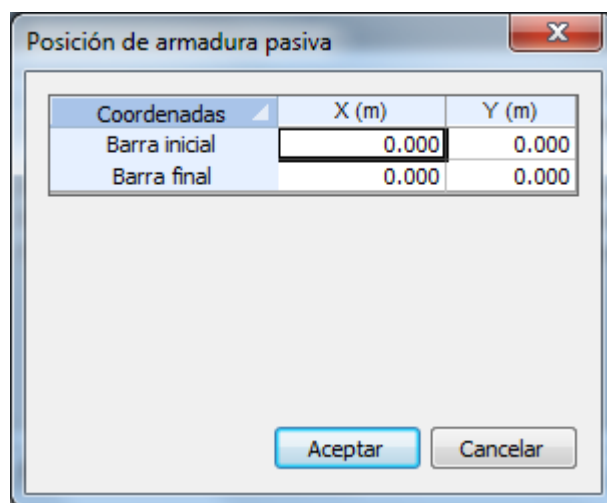 Posición de armadura pasiva
Coordenadas X (m) Y (m)
Barra inicial 0.000 0.000
Barra final 0.000 0.000
Aceptar Cancelar